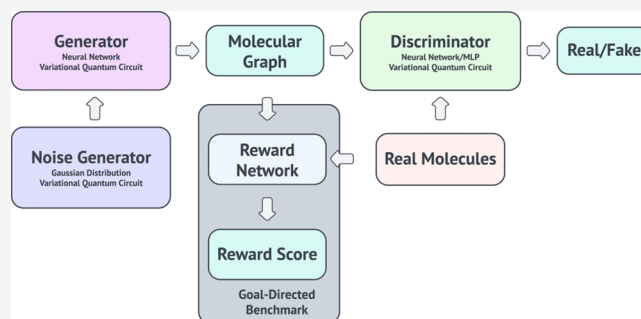 Generator
Neural Network
Variational Quantum Circuit
Molecular
Graph
Discriminator
Neural Network/MLP
Variational Quantum Circuit
Real/Fake
Noise Generator
Gaussian Distribution
Variational Quantum Circuit
Reward
Network
Real Molecules
Reward Score
Goal-Directed
Benchmark